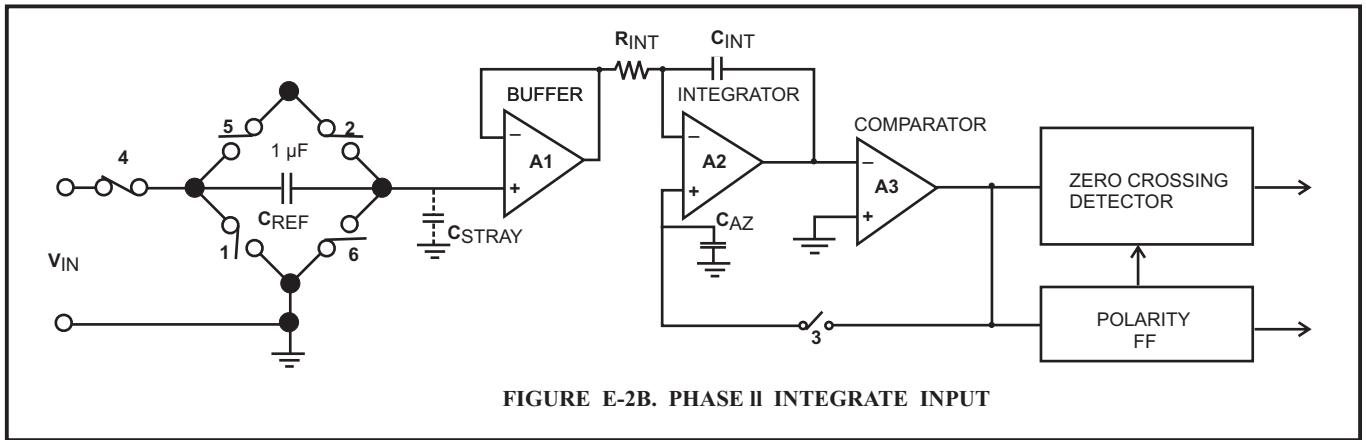 RINT
CINT
BUFFER
INTEGRATOR
COMPARATOR
5
2
1 µF
4
CREF
1
6
VIN
CSTRAY
–
A1
+
–
A2
+
CAZ
–
A3
+
3
ZERO CROSSING
DETECTOR
POLARITY
FF
FIGURE E-2B. PHASE ll INTEGRATE INPUT